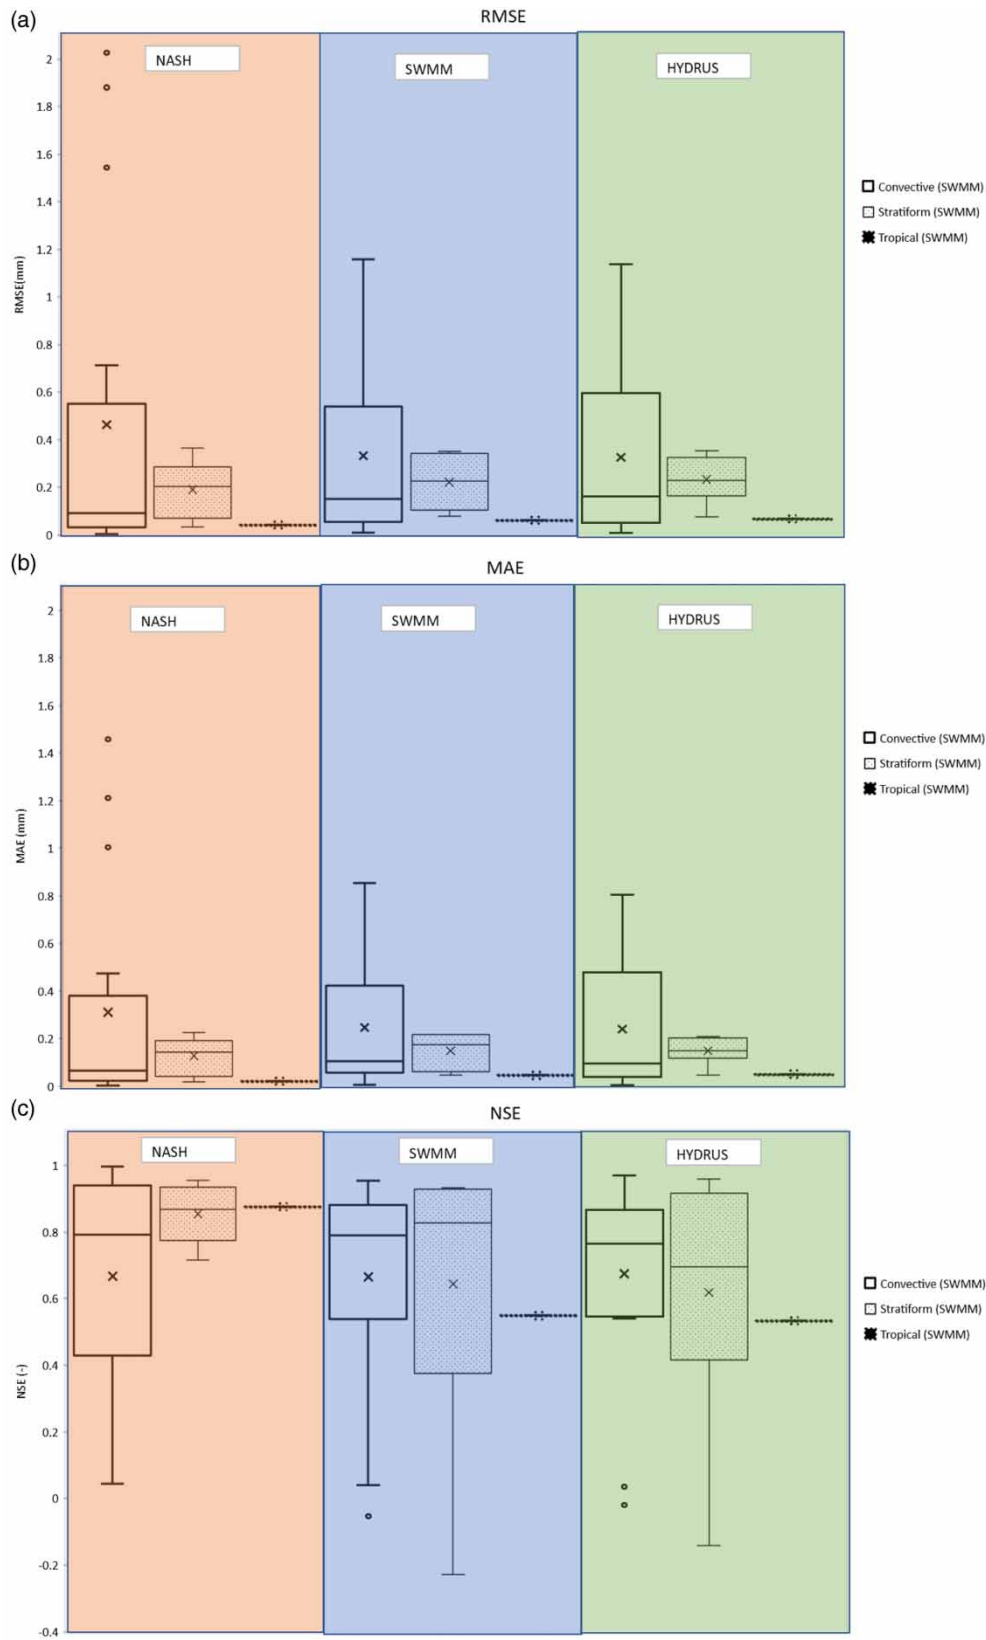 (a)
RMSE
NASH
SWMM
HYDRUS
2
1.8
1.6
1.4
1.2
1
0.8
0.6
0.4
0.2
0
RMSE(mm)
Convective (SWMM)
Stratiform (SWMM)
Tropical (SWMM)
(b)
MAE
NASH
SWMM
HYDRUS
2
1.8
1.6
1.4
1.2
1
0.8
0.6
0.4
0.2
0
MAE (mm)
Convective (SWMM)
Stratiform (SWMM)
Tropical (SWMM)
(c)
NSE
NASH
SWMM
HYDRUS
1
0.8
0.6
0.4
0.2
0
-0.2
-0.4
NSE (-)
Convective (SWMM)
Stratiform (SWMM)
Tropical (SWMM)